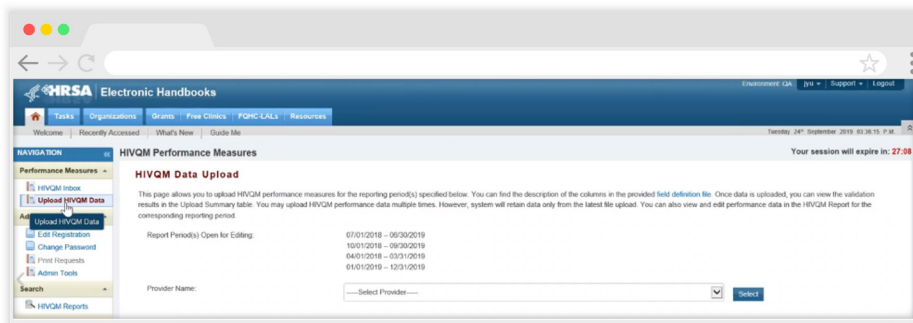 HRSA Electronic Handbooks
Environment: QA jyu Support Logout
Tasks Organizations Grants Free Clinics FQHC-LALs Resources
Welcome Recently Accessed What's New Guide Me
Tuesday 24th September 2019 03:36:15 P.M.
NAVIGATION
HIVQM Performance Measures
Your session will expire in: 27:08
Performance Measures
HIVQM Inbox
Upload HIVQM Data
Upload HIVQM Data
Edit Registration
Change Password
Print Requests
Admin Tools
Search
HIVQM Reports
HIVQM Data Upload
This page allows you to upload HIVQM performance measures for the reporting period(s) specified below. You can find the description of the columns in the provided field definition file. Once data is uploaded, you can view the validation
results in the Upload Summary table. You may upload HIVQM performance data multiple times. However, system will retain data only from the latest file upload. You can also view and edit performance data in the HIVQM Report for the
corresponding reporting period.
Report Period(s) Open for Editing:
07/01/2018 – 06/30/2019
10/01/2018 – 09/30/2019
04/01/2018 – 03/31/2019
01/01/2019 – 12/31/2019
Provider Name:
-----Select Provider-----
Select